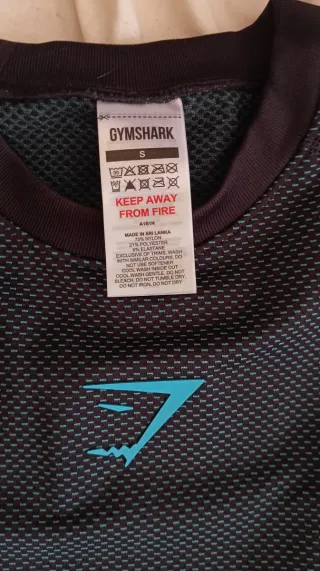 GYMSHARK
S
KEEP AWAY
FROM FIRE
MADE IN SRI LANKA
73% NYLON
21% POLYESTER
6% ELASTANE
EXCLUSIVE OF TRIMS, WASH
WITH SIMILAR COLOURS, DO
NOT USE SOFTENER
COOL WASH INSIDE OUT
COOL WASH GENTLE, DO NOT
BLEACH, DO NOT TUMBLE DRY,
DO NOT IRON, DO NOT DRY